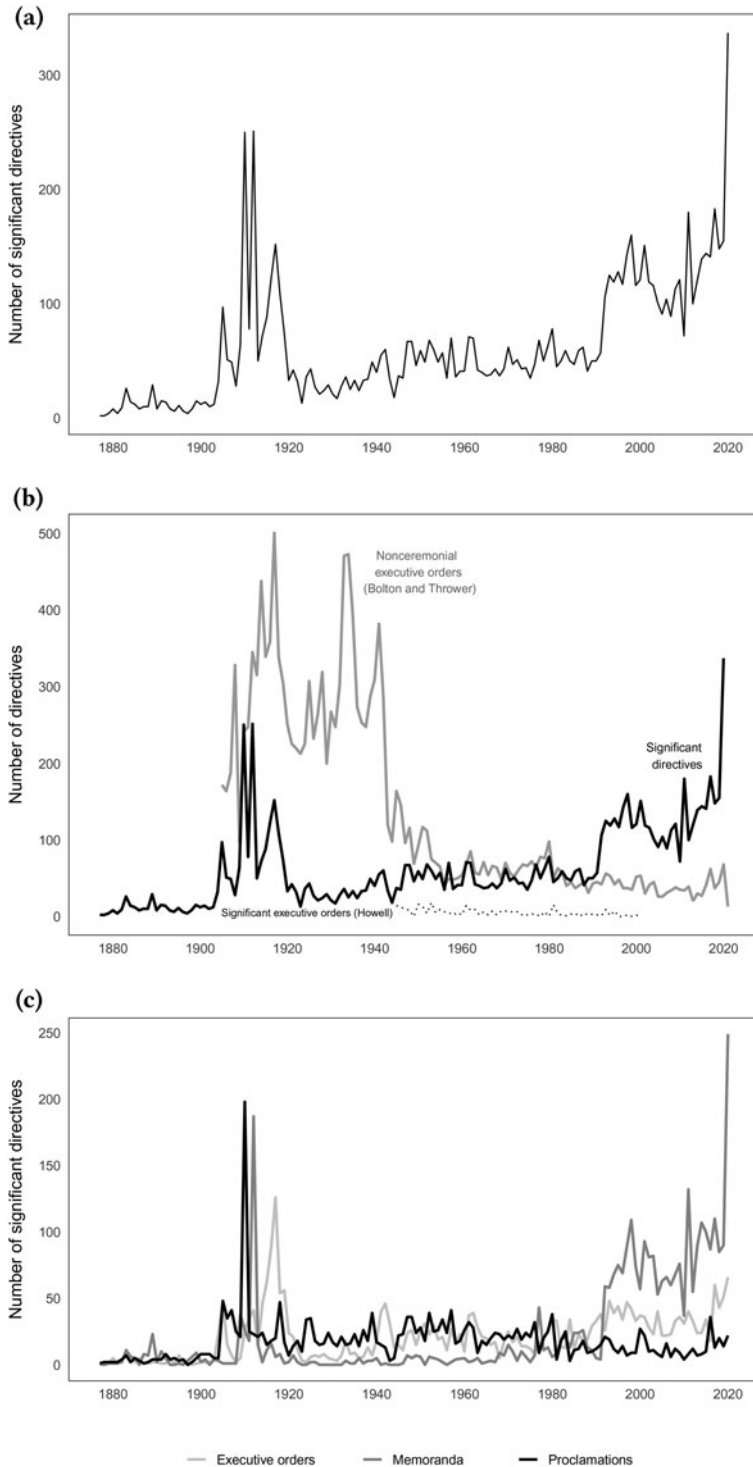 (a)
Number of significant directives
300
200
100
0
1880 1900 1920 1940 1960 1980 2000 2020
(b)
Number of directives
500
400
300
200
100
0
Nonceremonial
executive orders
(Bolton and Thrower)
Significant
directives
Significant executive orders (Howell)
1880 1900 1920 1940 1960 1980 2000 2020
(c)
Number of significant directives
250
200
150
100
50
0
1880 1900 1920 1940 1960 1980 2000 2020
Executive orders Memoranda Proclamations